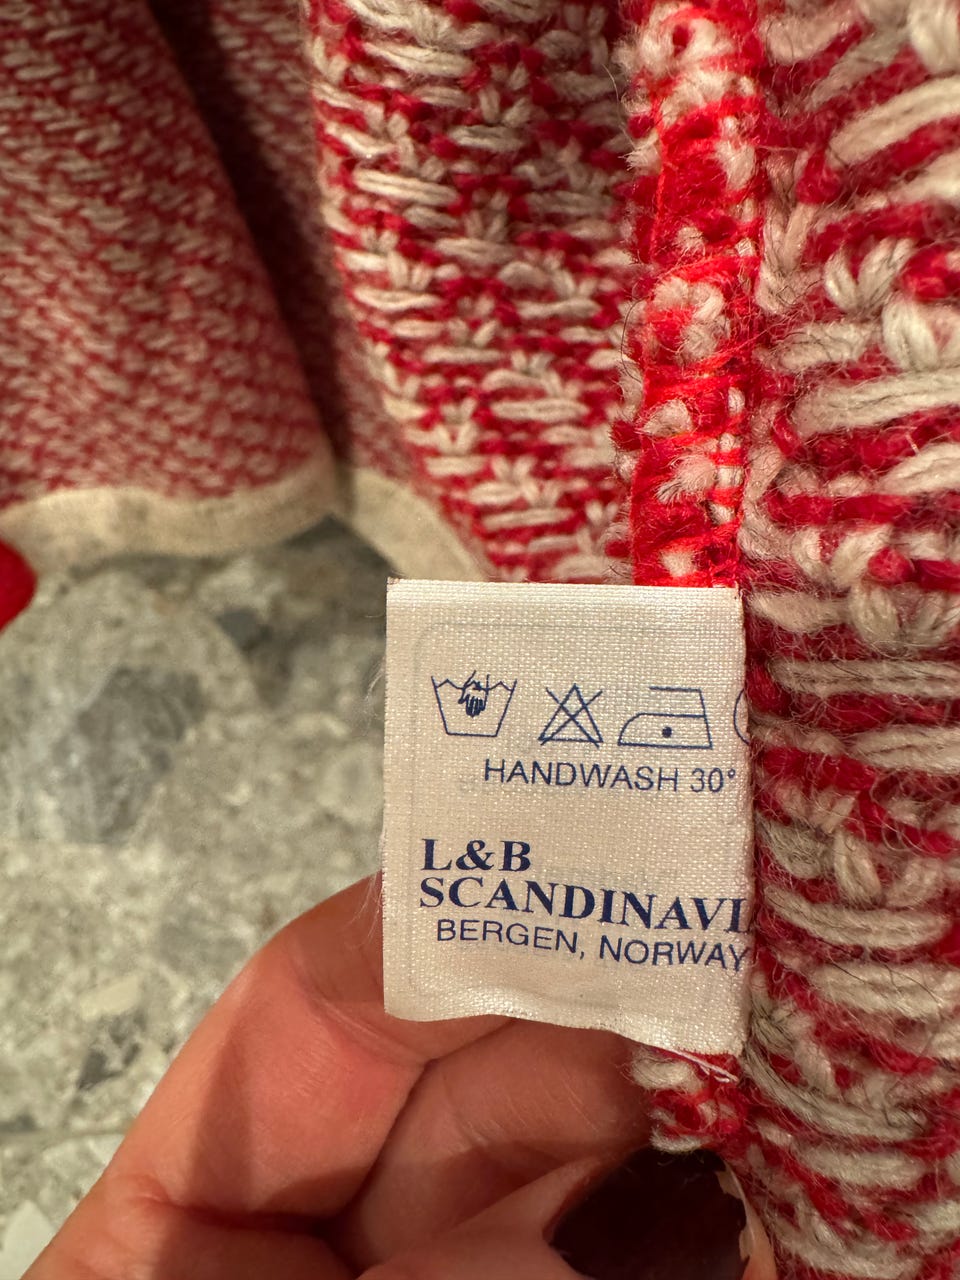 HANDWASH 30°
L&B
SCANDINAVI
BERGEN, NORWAY